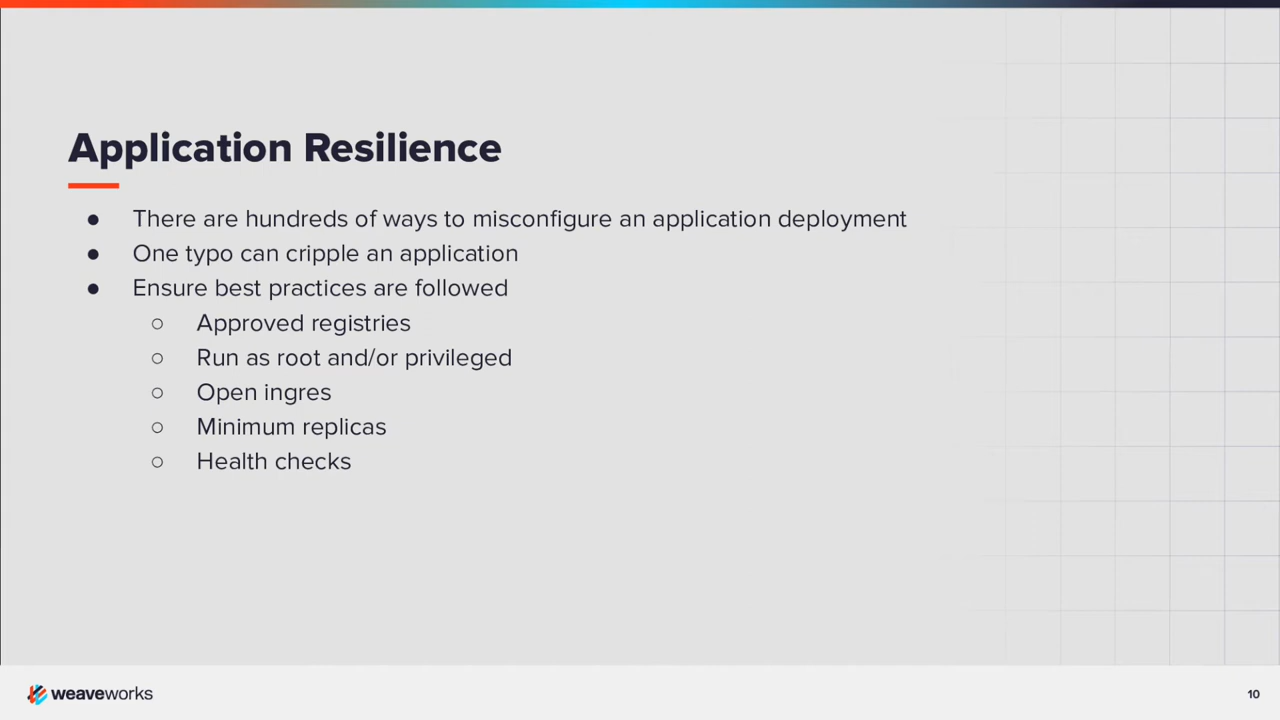 Application Resilience
● There are hundreds of ways to misconfigure an application deployment
● One typo can cripple an application
● Ensure best practices are followed
○ Approved registries
○ Run as root and/or privileged
○ Open ingres
○ Minimum replicas
○ Health checks
weaveworks
10